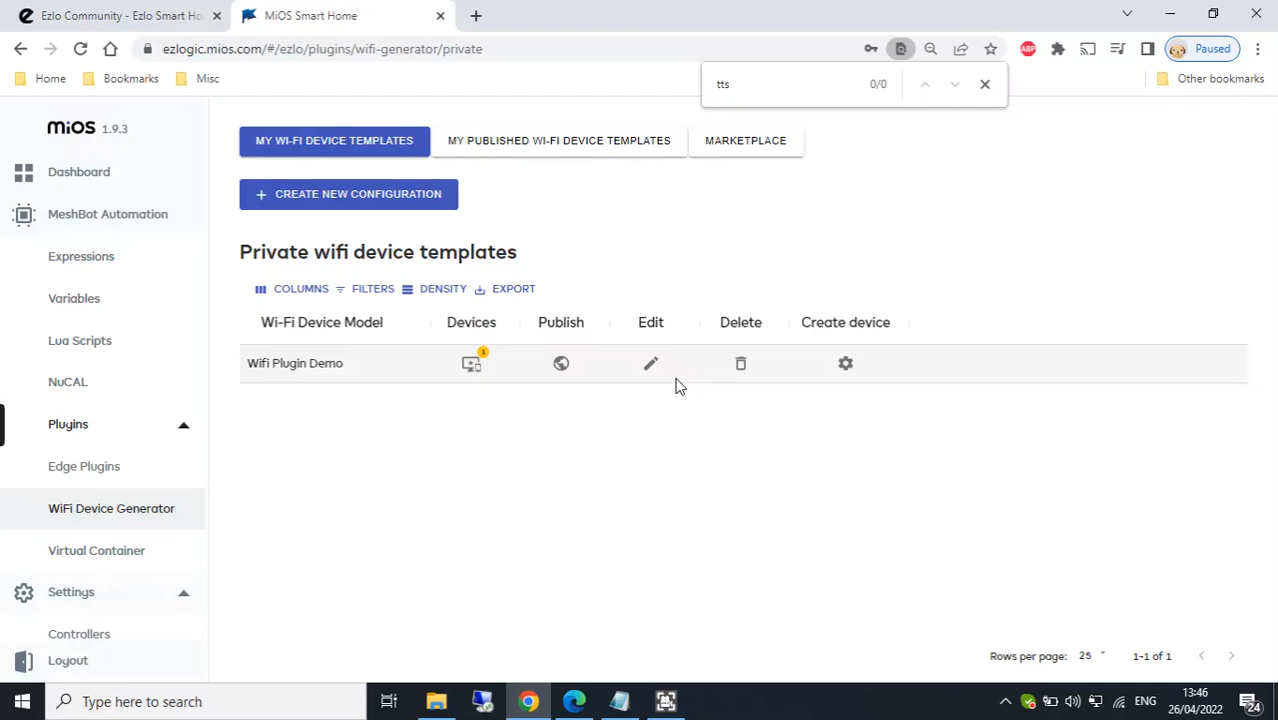 Ezlo Community - Ezlo Smart Ho
MiOS Smart Home
ezlogic.mios.com/#/ezlo/plugins/wifi-generator/private
ABP
Paused
Home
Bookmarks
Misc
Other bookmarks
tts
0/0
MiOS 1.9.3
Dashboard
MeshBot Automation
Expressions
Variables
Lua Scripts
NuCAL
Plugins
Edge Plugins
WiFi Device Generator
Virtual Container
Settings
Controllers
Logout
MY WI-FI DEVICE TEMPLATES
MY PUBLISHED WI-FI DEVICE TEMPLATES
MARKETPLACE
+ CREATE NEW CONFIGURATION
Private wifi device templates
COLUMNS
FILTERS
DENSITY
EXPORT
Wi-Fi Device Model
Devices
Publish
Edit
Delete
Create device
Wifi Plugin Demo
1
Rows per page:
25
1-1 of 1
Type here to search
ENG
13:46
26/04/2022
24